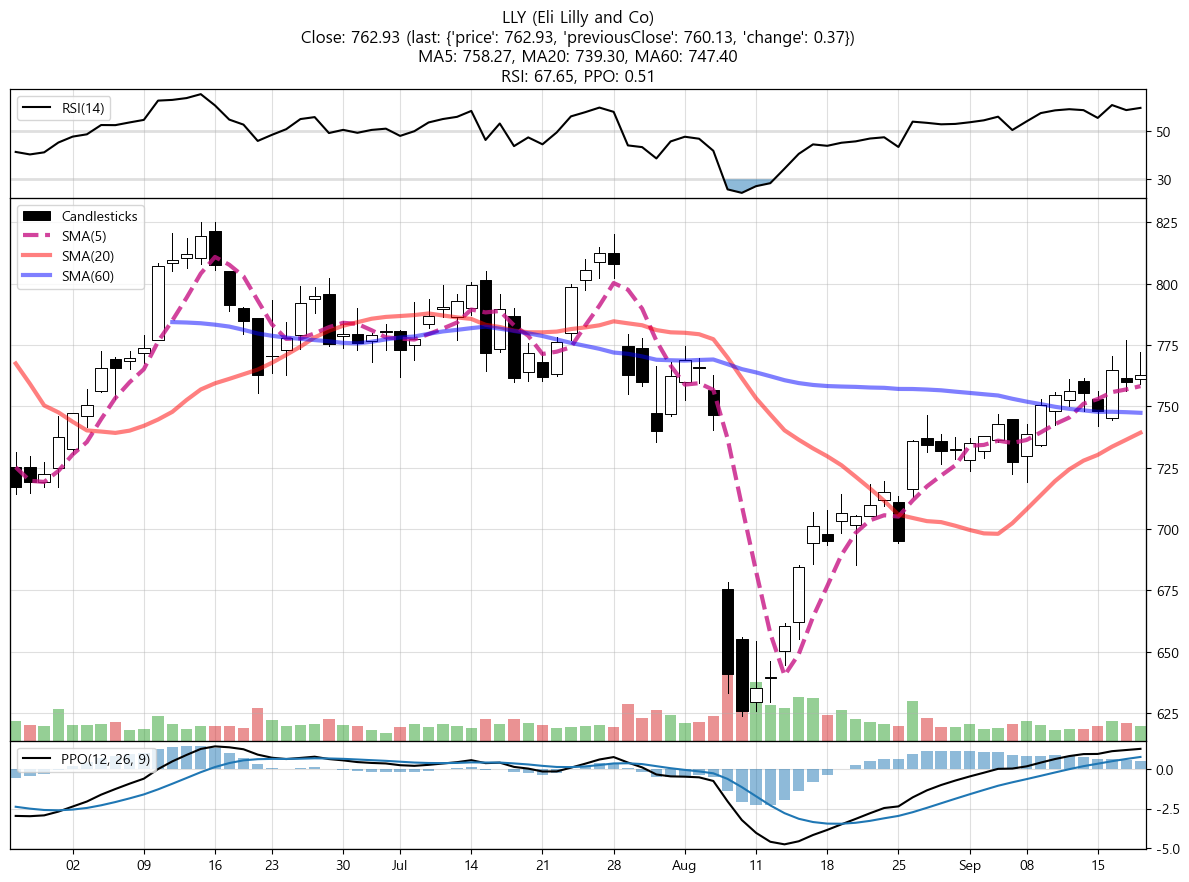 LLY (Eli Lilly and Co)
Close: 762.93 (last: {'price': 762.93, 'previousClose': 760.13, 'change': 0.37})
MA5: 758.27, MA20: 739.30, MA60: 747.40
RSI: 67.65, PPO: 0.51
RSI(14)
50
30
Candlesticks
SMA(5)
SMA(20)
SMA(60)
825
800
775
750
725
700
675
650
625
PPO(12, 26, 9)
0.0
-2.5
-5.0
02 09 16 23 30 Jul 14 21 28 Aug 11 18 25 Sep 08 15